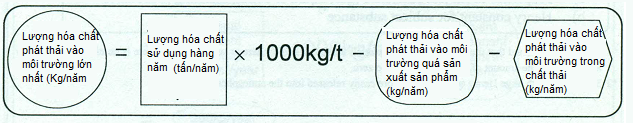 Lượng hóa chất
phát thải vào
môi trường lớn
nhất (Kg/năm
=
Lượng hóa chất
sử dụng hàng
năm (tấn/năm)
× 1000kg/t −
Lượng hóa chất
phát thải vào môi
trường quá sản
xuất sản phẩm
(kg/năm)
−
Lượng hóa chất
phát thải vào
môi trường trong
chất thải
(kg/năm)